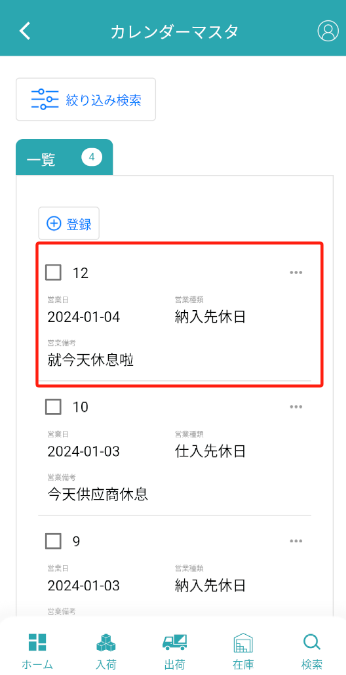 カレンダーマスタ
絞り込み検索
一覧 4
登録
12
営業日 営業種類
2024-01-04 納入先休日
営業備考
就今天休息啦
10
営業日 営業種類
2024-01-03 仕入先休日
営業備考
今天供应商休息
9
営業日 営業種類
2024-01-03 納入先休日
営業備考
ホーム 入荷 出荷 在庫 検索